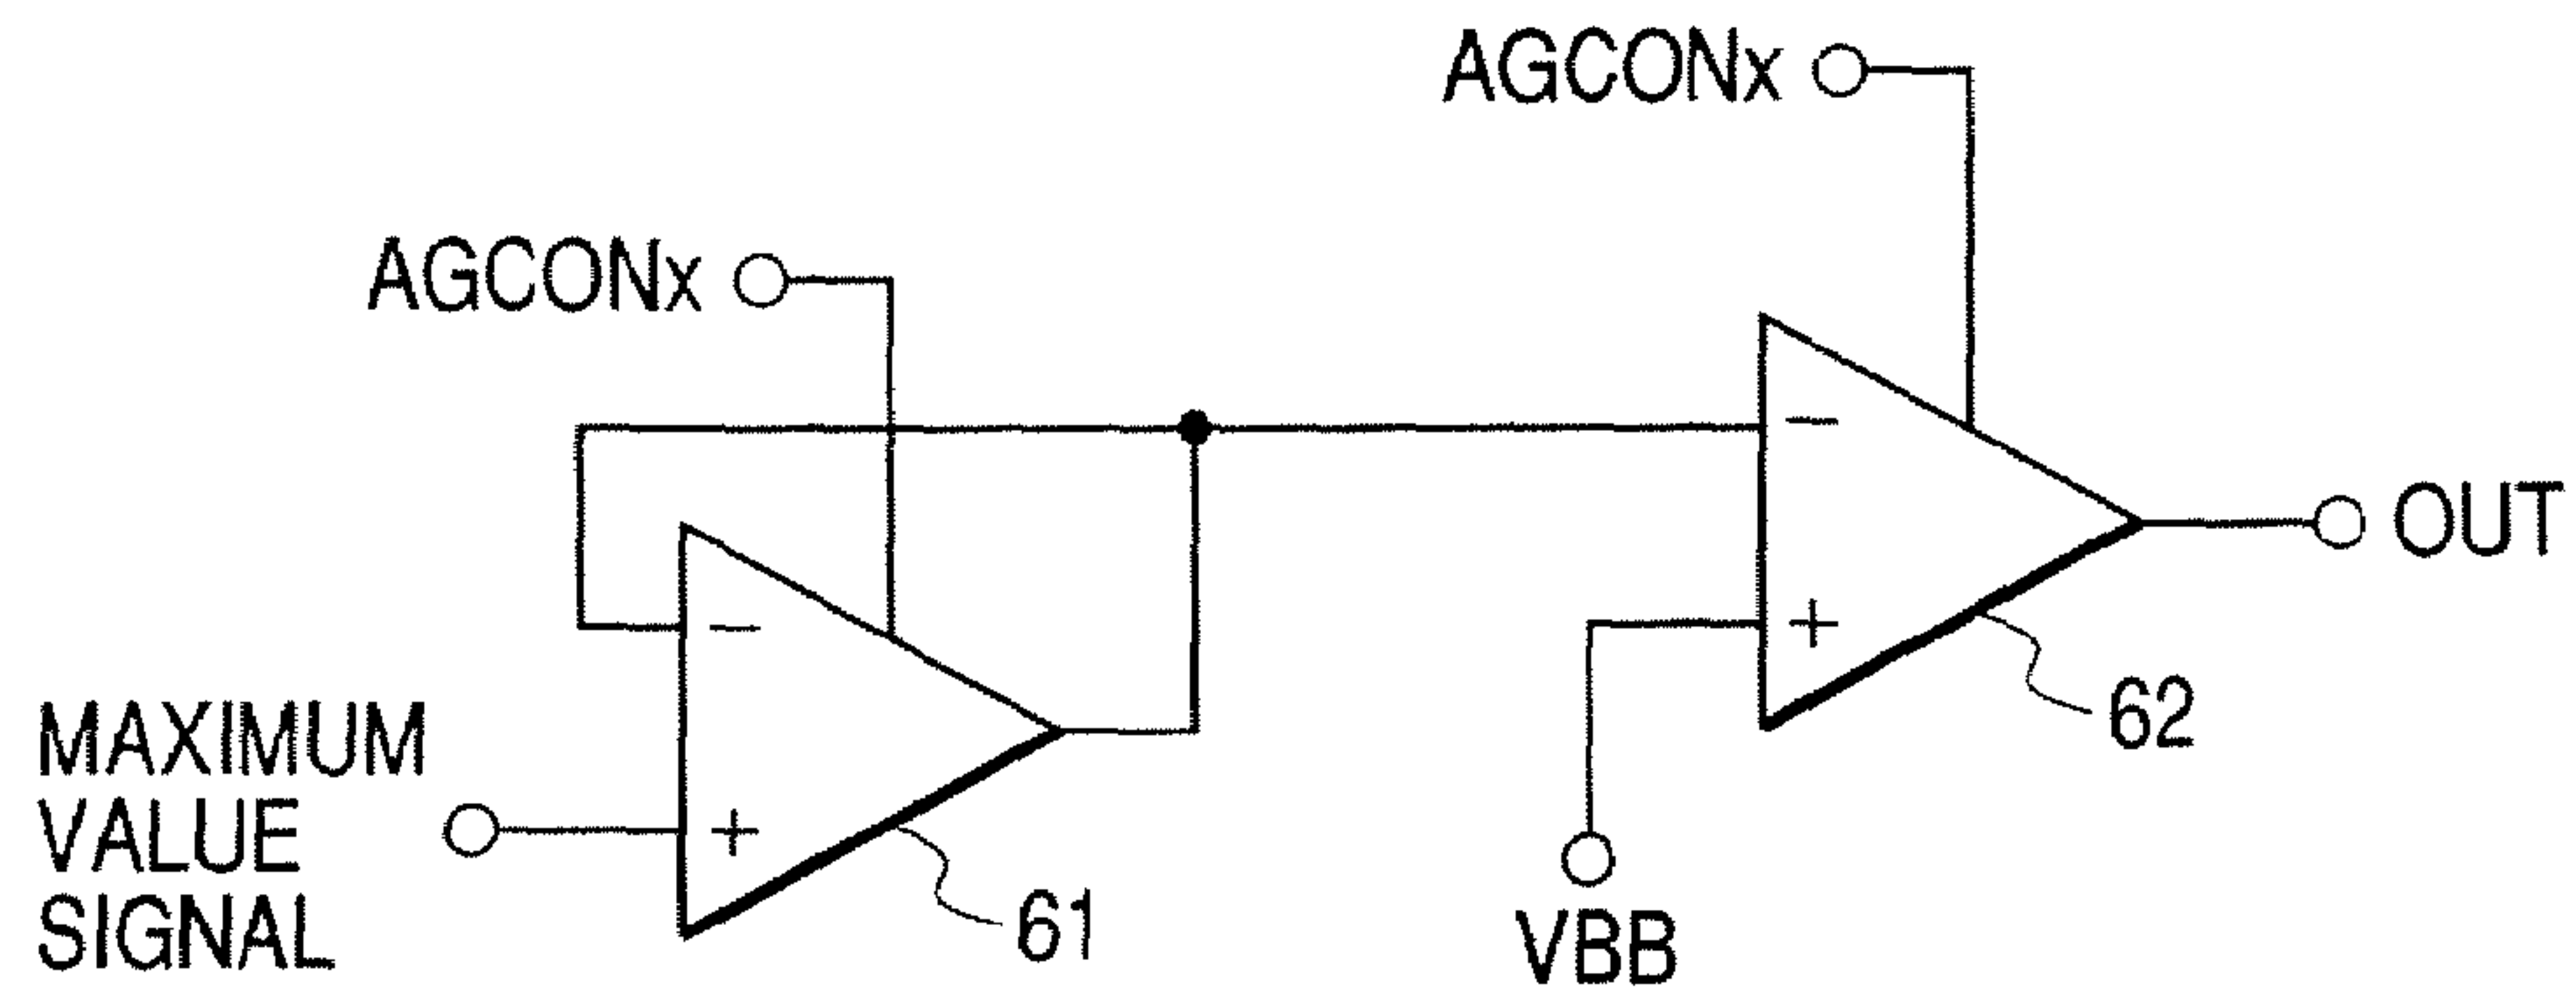 AGCONx
AGCONx
−
−
OUT
+
62
MAXIMUM
VALUE
SIGNAL
+
61
VBB